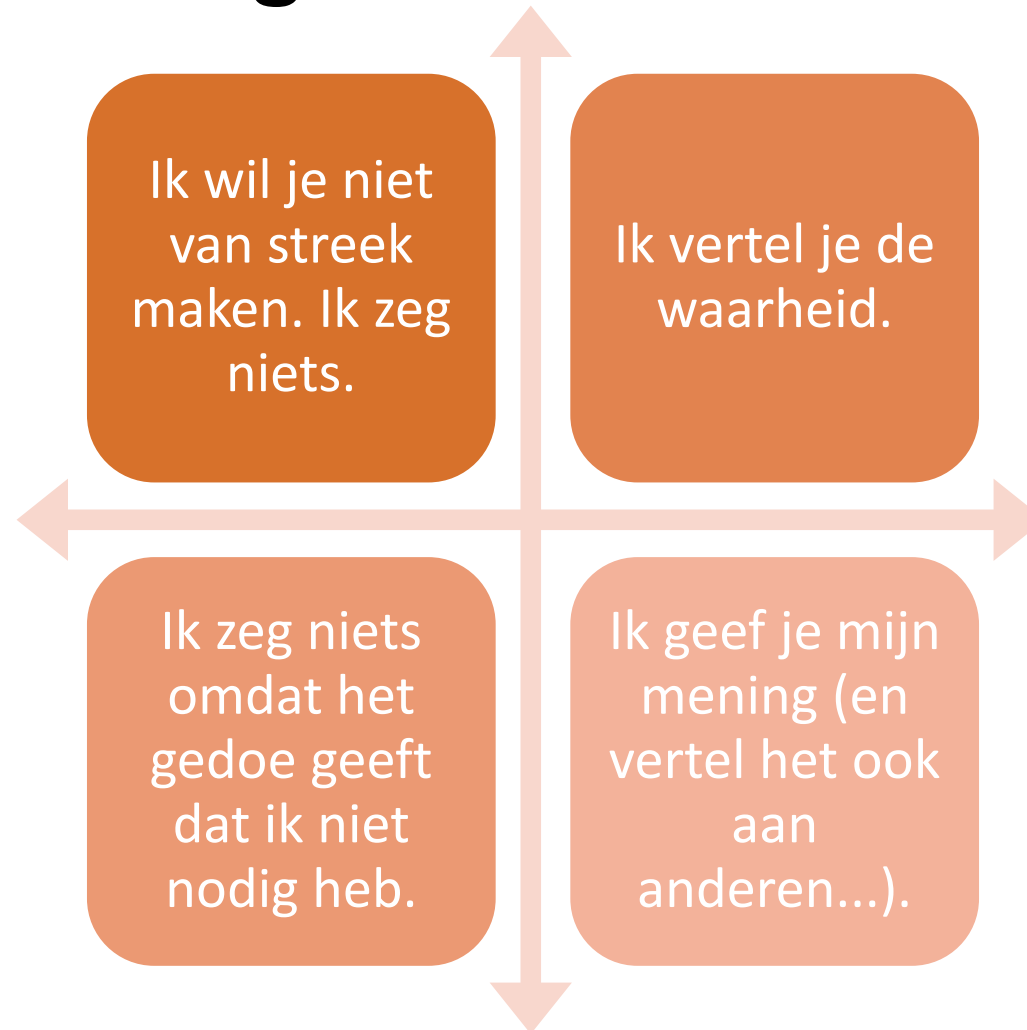 Ik wil je niet
van streek
maken. Ik zeg
niets.
Ik vertel je de
waarheid.
Ik zeg niets
omdat het
gedoe geeft
dat ik niet
nodig heb.
Ik geef je mijn
mening (en
vertel het ook
aan
anderen...).